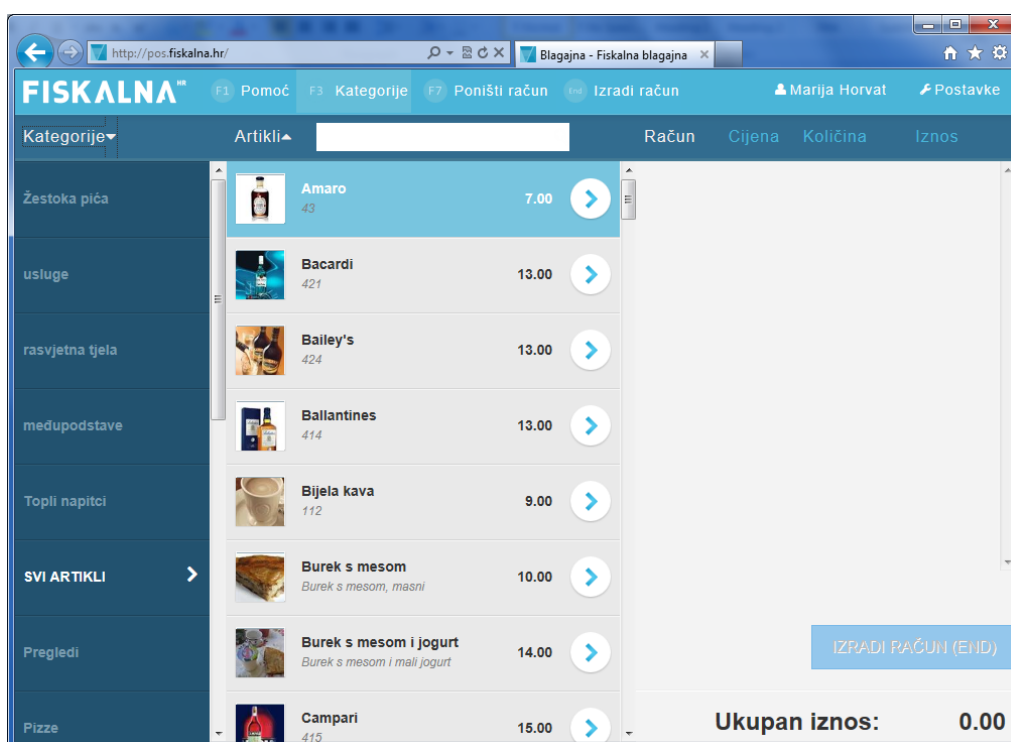 http://pos.fiskalna.hr/
Blagajna - Fiskalna blagajna
FISKALNA HR
F1 Pomoć F3 Kategorije F7 Poništi račun End Izradi račun Marija Horvat Postavke
Kategorije Artikli Račun Cijena Količina Iznos
Žestoka pića
usluge
rasvjetna tjela
međupodstave
Topli napitci
SVI ARTIKLI
Pregledi
Pizze
Amaro
43
7.00
Bacardi
421
13.00
Bailey's
424
13.00
Ballantines
414
13.00
Bijela kava
112
9.00
Burek s mesom
Burek s mesom, masni
10.00
Burek s mesom i jogurt
Burek s mesom i mali jogurt
14.00
Campari
415
15.00
IZRADI RAČUN (END)
Ukupan iznos: 0.00